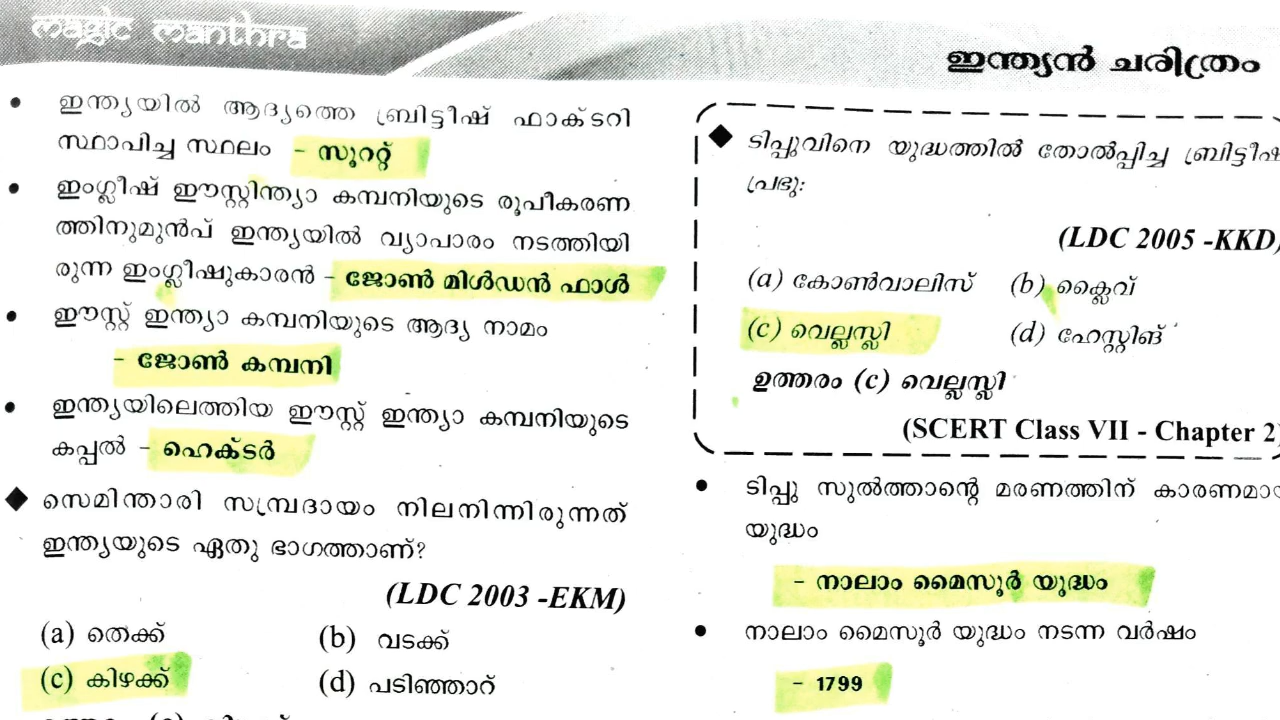 magic manthra
ഇന്ത്യൻ ചരിത്രം
• ഇന്ത്യയിൽ ആദ്യത്തെ ബ്രിട്ടീഷ് ഫാക്ടറി
സ്ഥാപിച്ച സ്ഥലം - സൂററ്റ്
• ഇംഗ്ലീഷ് ഈസ്റ്റിന്ത്യാ കമ്പനിയുടെ രൂപീകരണ
ത്തിനുമുൻപ് ഇന്ത്യയിൽ വ്യാപാരം നടത്തിയി
രുന്ന ഇംഗ്ലീഷുകാരൻ - ജോൺ മിൾഡൻ ഫാൾ
• ഈസ്റ്റ് ഇന്ത്യാ കമ്പനിയുടെ ആദ്യ നാമം
- ജോൺ കമ്പനി
• ഇന്ത്യയിലെത്തിയ ഈസ്റ്റ് ഇന്ത്യാ കമ്പനിയുടെ
കപ്പൽ - ഹെക്ടർ
◆ സെമിന്താരി സമ്പ്രദായം നിലനിന്നിരുന്നത്
ഇന്ത്യയുടെ ഏതു ഭാഗത്താണ്?
(LDC 2003 -EKM)
(a) തെക്ക് (b) വടക്ക്
(c) കിഴക്ക് (d) പടിഞ്ഞാറ്
◆ ടിപ്പുവിനെ യുദ്ധത്തിൽ തോൽപ്പിച്ച ബ്രിട്ടീഷ്
പ്രഭു:
(LDC 2005 -KKD)
(a) കോൺവാലിസ് (b) ക്ലൈവ്
(c) വെല്ലസ്ലി (d) ഹേസ്റ്റിങ്
ഉത്തരം (c) വെല്ലസ്ലി
(SCERT Class VII - Chapter 2)
• ടിപ്പു സുൽത്താന്റെ മരണത്തിന് കാരണമായ
യുദ്ധം
- നാലാം മൈസൂർ യുദ്ധം
• നാലാം മൈസൂർ യുദ്ധം നടന്ന വർഷം
- 1799